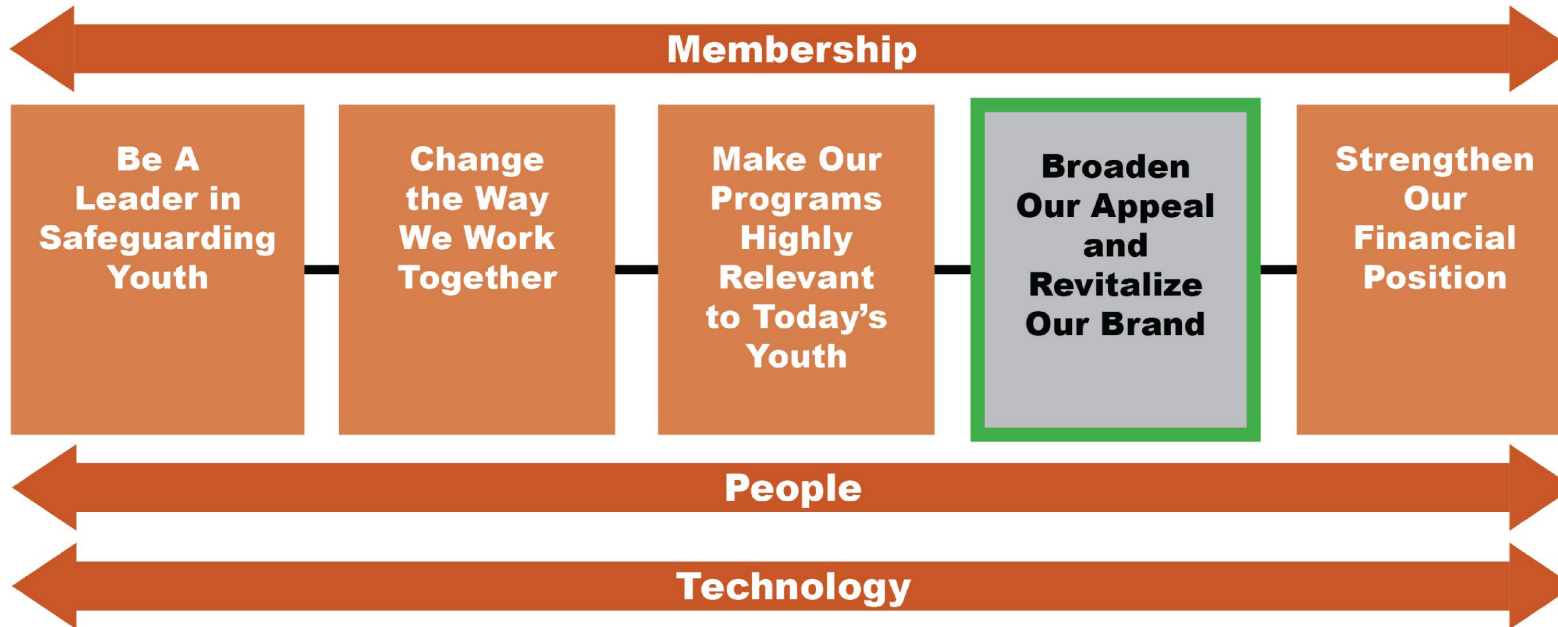 Membership
Be A
Leader in
Safeguarding
Youth
Change
the Way
We Work
Together
Make Our
Programs
Highly
Relevant
to Today’s
Youth
Broaden
Our Appeal
and
Revitalize
Our Brand
Strengthen
Our
Financial
Position
People
Technology